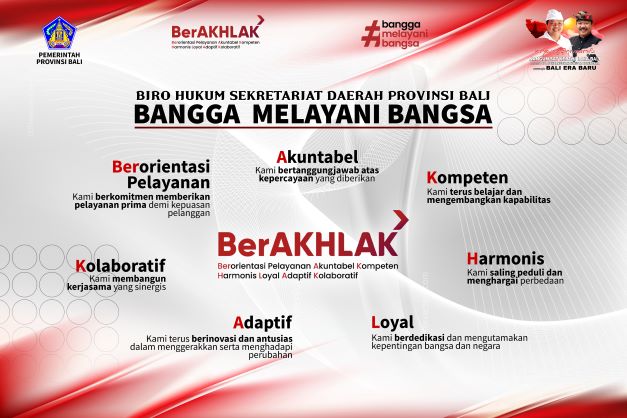 PEMERINTAH
PROVINSI BALI
BerAKHLAK
Berorientasi Pelayanan Akuntabel Kompeten
Harmonis Loyal Adaptif Kolaboratif
#bangga
melayani
bangsa
BALI ERA BARU
BIRO HUKUM SEKRETARIAT DAERAH PROVINSI BALI
BANGGA MELAYANI BANGSA
Berorientasi
Pelayanan
Kami berkomitmen memberikan
pelayanan prima demi kepuasan
pelanggan
Akuntabel
Kami bertanggungjawab atas
kepercayaan yang diberikan
Kompeten
Kami terus belajar dan
mengembangkan kapabilitas
BerAKHLAK
Berorientasi Pelayanan Akuntabel Kompeten
Harmonis Loyal Adaptif Kolaboratif
Kolaboratif
Kami membangun
kerjasama yang sinergis
Harmonis
Kami saling peduli dan
menghargai perbedaan
Adaptif
Kami terus berinovasi dan antusias
dalam menggerakkan serta menghadapi
perubahan
Loyal
Kami berdedikasi dan mengutamakan
kepentingan bangsa dan negara